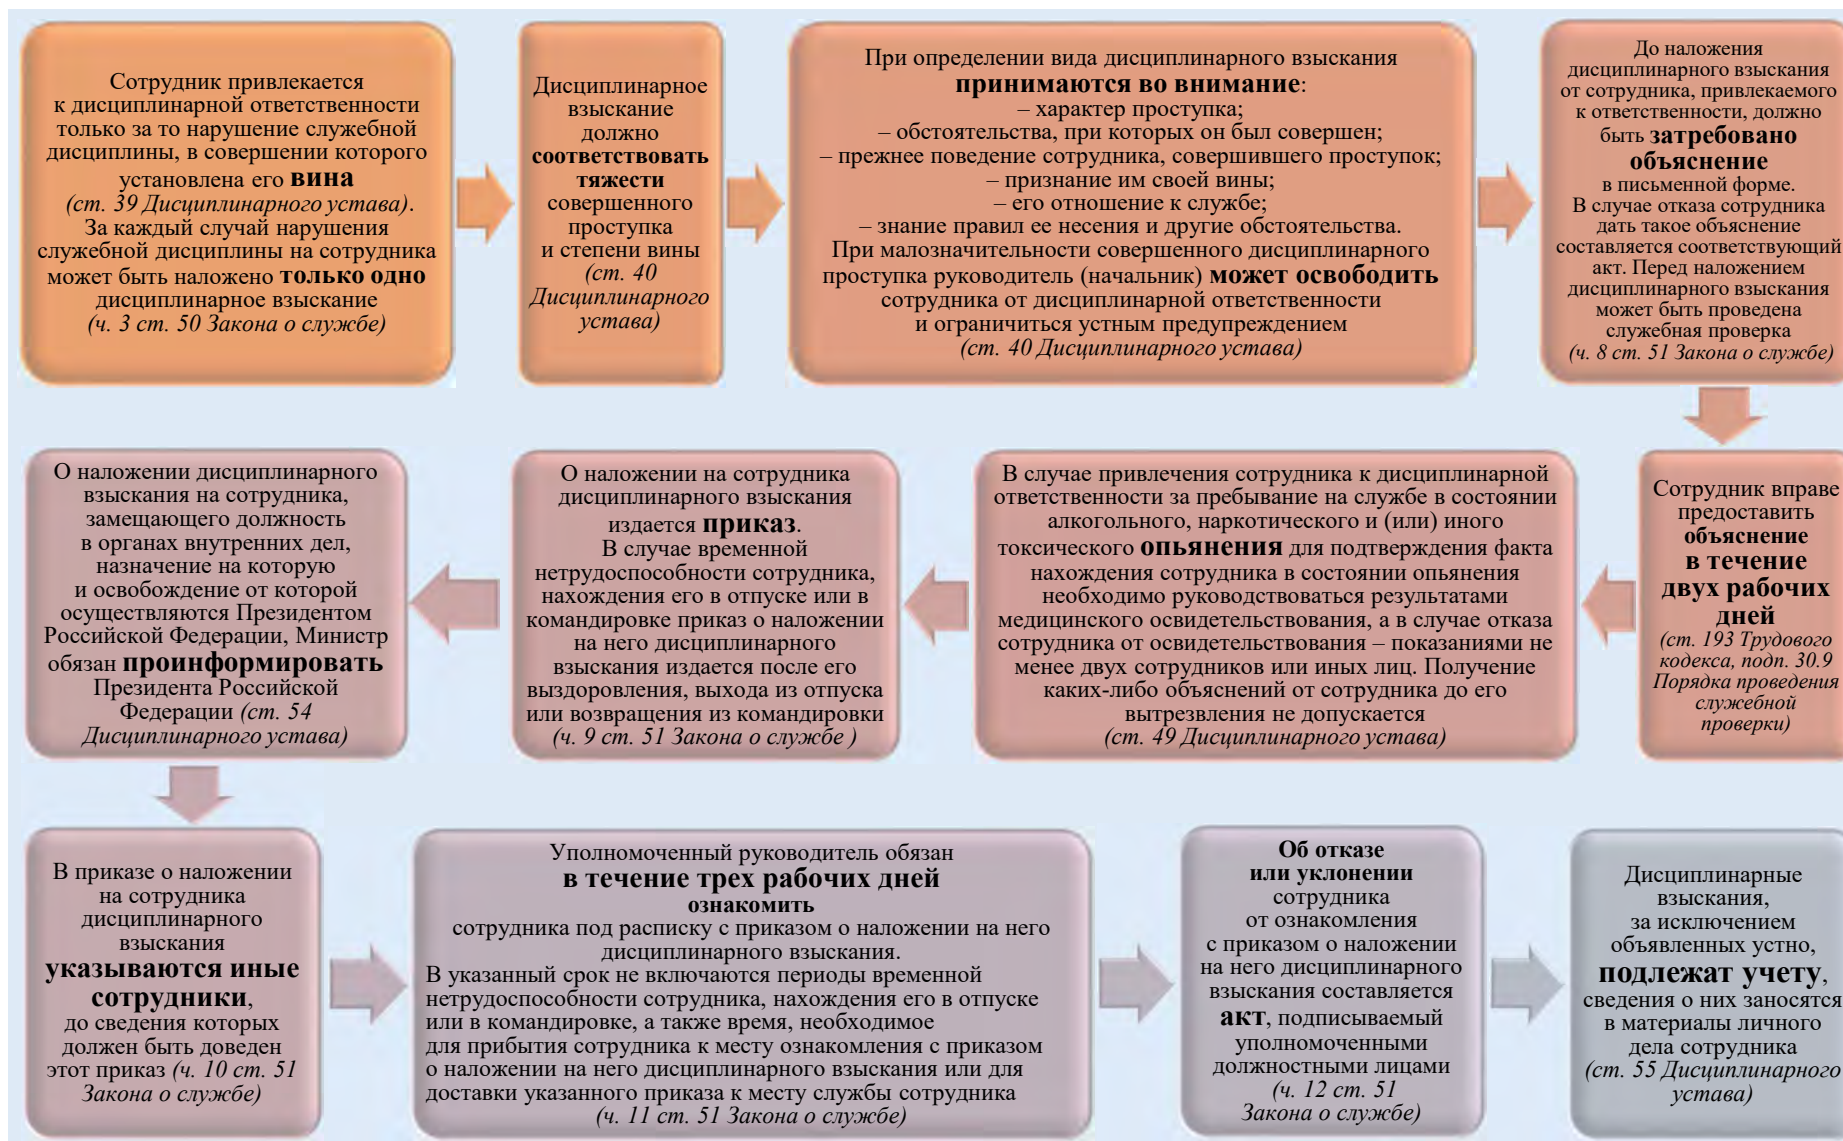 Сотрудник привлекается
к дисциплинарной ответственности
только за то нарушение служебной
дисциплины, в совершении которого
установлена его вина
(ст. 39 Дисциплинарного устава).
За каждый случай нарушения
служебной дисциплины на сотрудника
может быть наложено только одно
дисциплинарное взыскание
(ч. 3 ст. 50 Закона о службе)
Дисциплинарное
взыскание
должно
соответствовать
тяжести
совершенного
проступка
и степени вины
(ст. 40
Дисциплинарного
устава)
При определении вида дисциплинарного взыскания
принимаются во внимание:
– характер проступка;
– обстоятельства, при которых он был совершен;
– прежнее поведение сотрудника, совершившего проступок;
– признание им своей вины;
– его отношение к службе;
– знание правил ее несения и другие обстоятельства.
При малозначительности совершенного дисциплинарного
проступка руководитель (начальник) может освободить
сотрудника от дисциплинарной ответственности
и ограничиться устным предупреждением
(ст. 40 Дисциплинарного устава)
До наложения
дисциплинарного взыскания
от сотрудника, привлекаемого
к ответственности, должно
быть затребовано
объяснение
в письменной форме.
В случае отказа сотрудника
дать такое объяснение
составляется соответствующий
акт. Перед наложением
дисциплинарного взыскания
может быть проведена
служебная проверка
(ч. 8 ст. 51 Закона о службе)
Сотрудник вправе
предоставить
объяснение
в течение
двух рабочих
дней
(ст. 193 Трудового
кодекса, подп. 30.9
Порядка проведения
служебной
проверки)
В случае привлечения сотрудника к дисциплинарной
ответственности за пребывание на службе в состоянии
алкогольного, наркотического и (или) иного
токсического опьянения для подтверждения факта
нахождения сотрудника в состоянии опьянения
необходимо руководствоваться результатами
медицинского освидетельствования, а в случае отказа
сотрудника от освидетельствования – показаниями не
менее двух сотрудников или иных лиц. Получение
каких-либо объяснений от сотрудника до его
вытрезвления не допускается
(ст. 49 Дисциплинарного устава)
О наложении на сотрудника
дисциплинарного взыскания
издается приказ.
В случае временной
нетрудоспособности сотрудника,
нахождения его в отпуске или в
командировке приказ о наложении
на него дисциплинарного
взыскания издается после его
выздоровления, выхода из отпуска
или возвращения из командировки
(ч. 9 ст. 51 Закона о службе )
О наложении дисциплинарного
взыскания на сотрудника,
замещающего должность
в органах внутренних дел,
назначение на которую
и освобождение от которой
осуществляются Президентом
Российской Федерации, Министр
обязан проинформировать
Президента Российской
Федерации (ст. 54
Дисциплинарного устава)
В приказе о наложении
на сотрудника
дисциплинарного
взыскания
указываются иные
сотрудники,
до сведения которых
должен быть доведен
этот приказ (ч. 10 ст. 51
Закона о службе)
Уполномоченный руководитель обязан
в течение трех рабочих дней
ознакомить
сотрудника под расписку с приказом о наложении на него
дисциплинарного взыскания.
В указанный срок не включаются периоды временной
нетрудоспособности сотрудника, нахождения его в отпуске
или в командировке, а также время, необходимое
для прибытия сотрудника к месту ознакомления с приказом
о наложении на него дисциплинарного взыскания или для
доставки указанного приказа к месту службы сотрудника
(ч. 11 ст. 51 Закона о службе)
Об отказе
или уклонении
сотрудника
от ознакомления
с приказом о наложении
на него дисциплинарного
взыскания составляется
акт, подписываемый
уполномоченными
должностными лицами
(ч. 12 ст. 51
Закона о службе)
Дисциплинарные
взыскания,
за исключением
объявленных устно,
подлежат учету,
сведения о них заносятся
в материалы личного
дела сотрудника
(ст. 55 Дисциплинарного
устава)